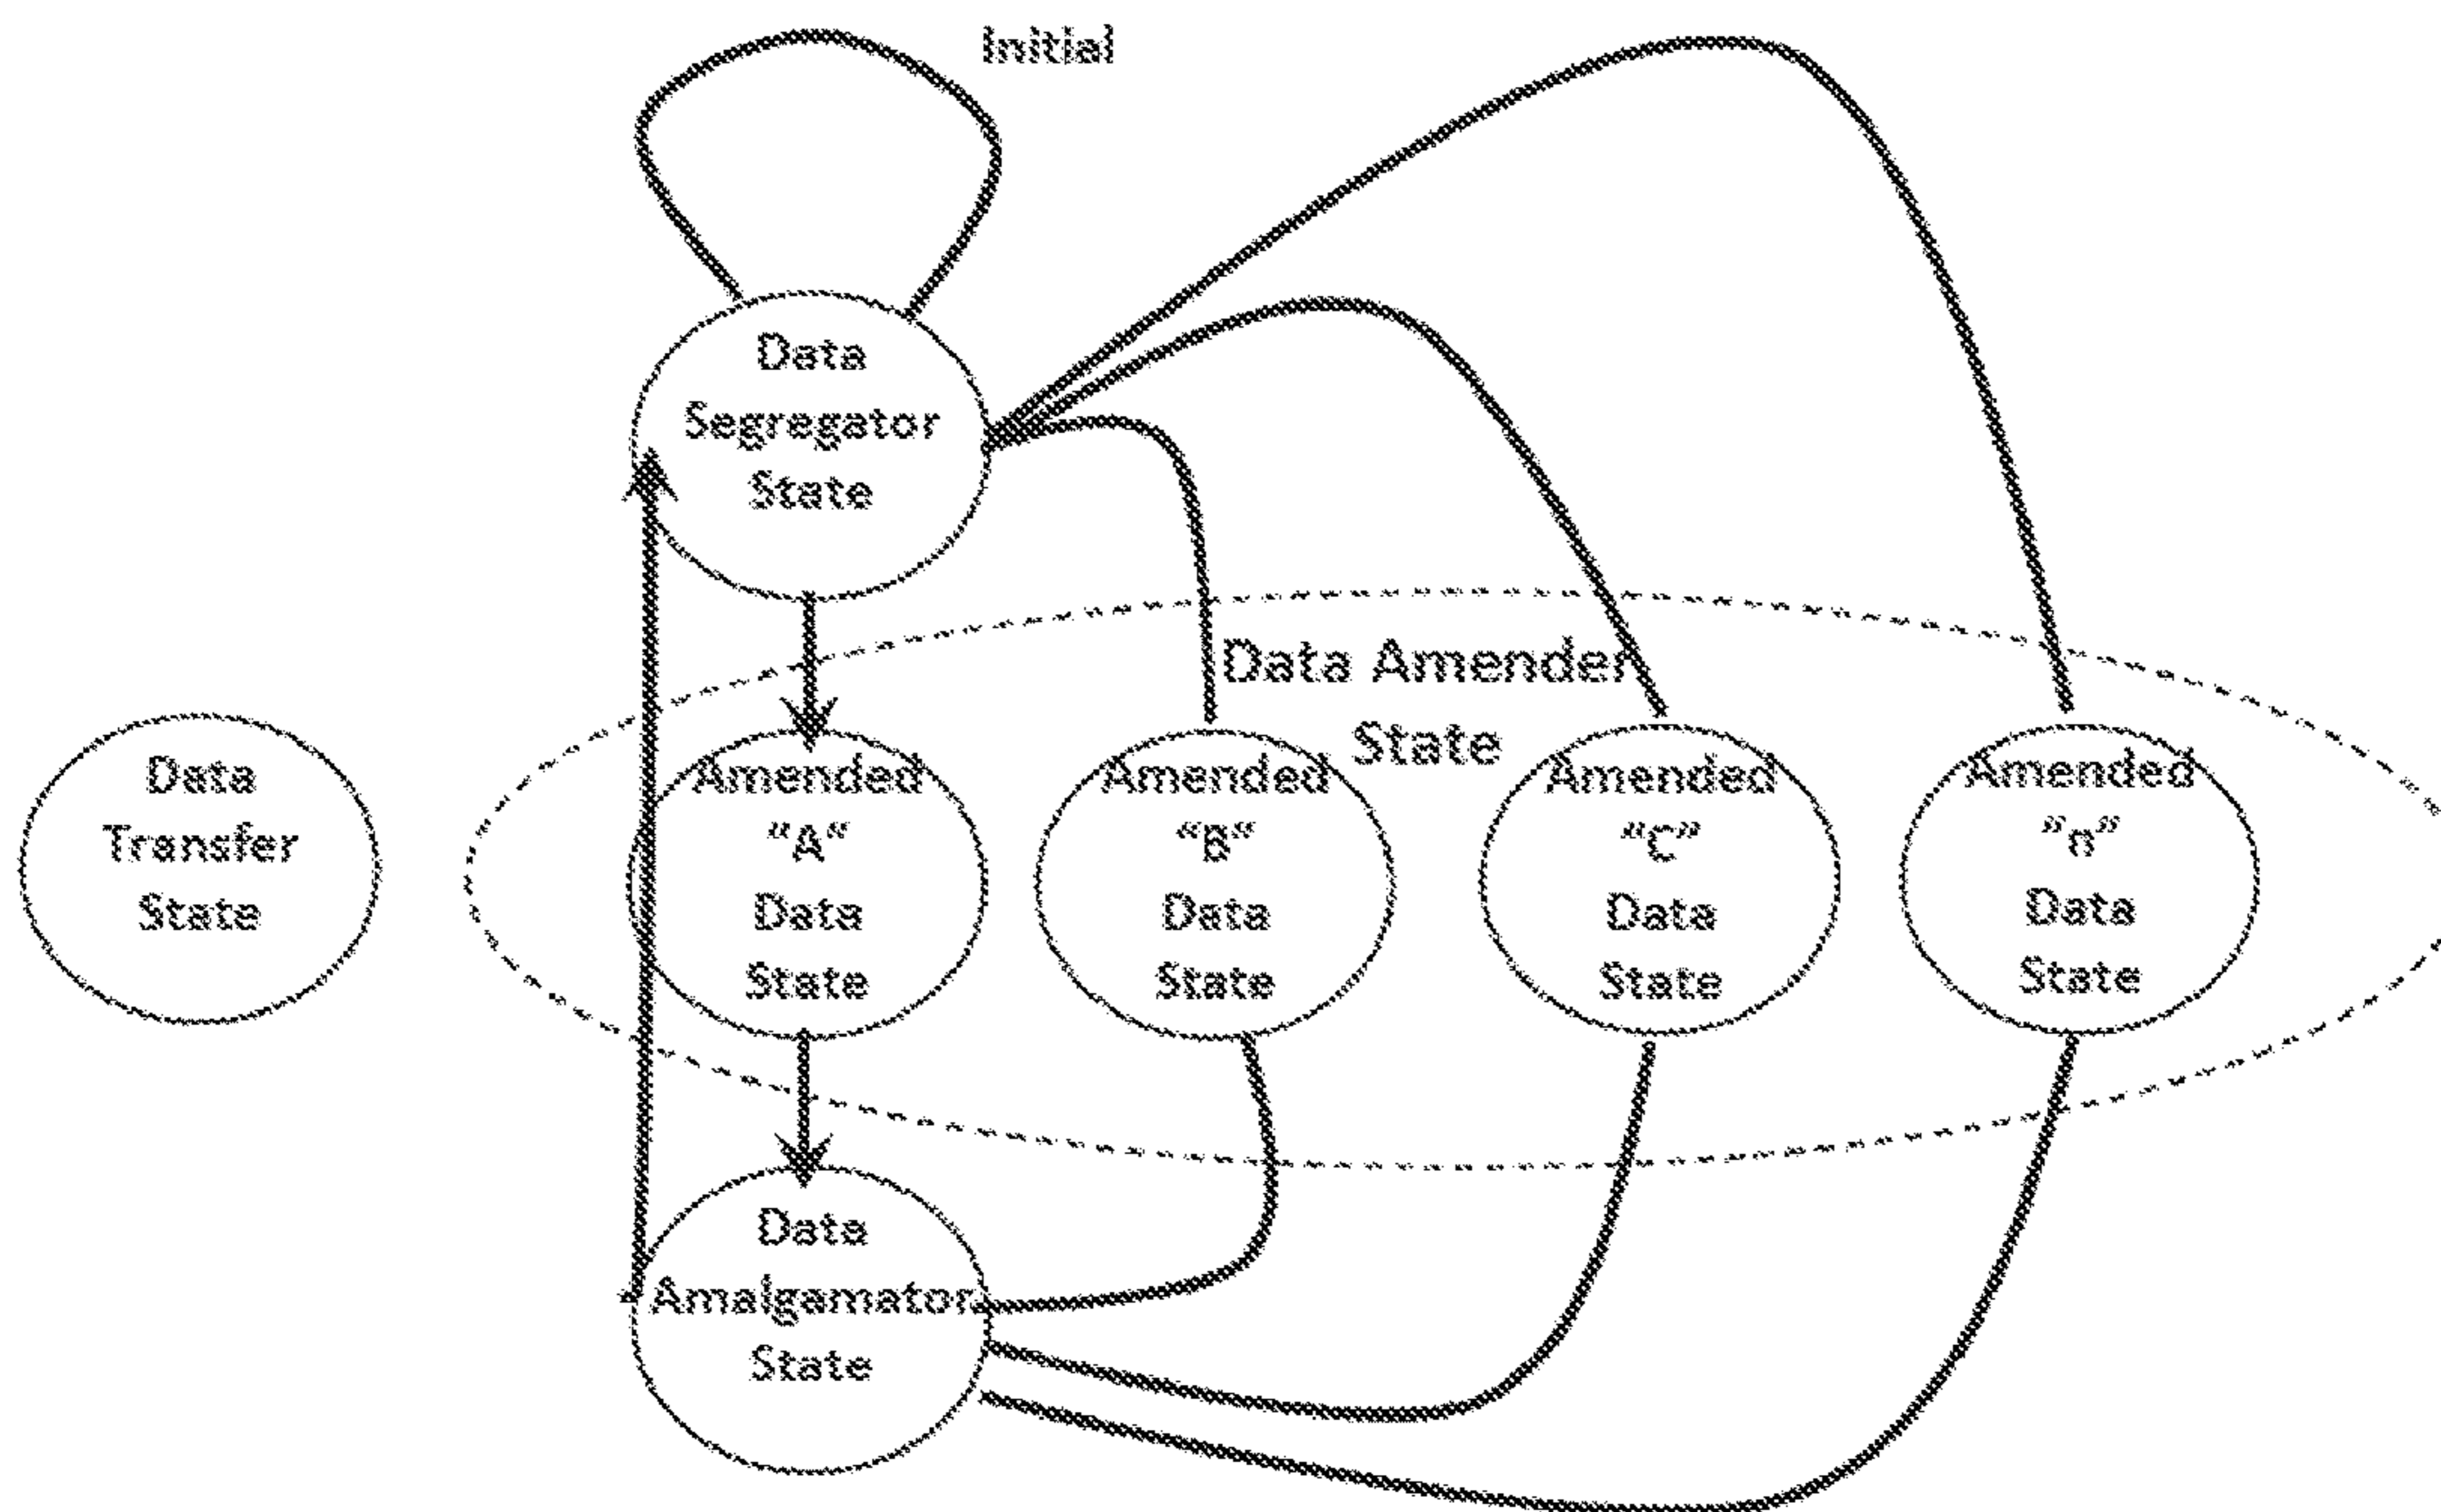 Initial
Data
Segregator
State
Data Amender
State
Data
Transfer
State
Amended
“A”
Data
State
Amended
“B”
Data
State
Amended
“C”
Data
State
Amended
“n”
Data
State
Data
Amalgamator
State